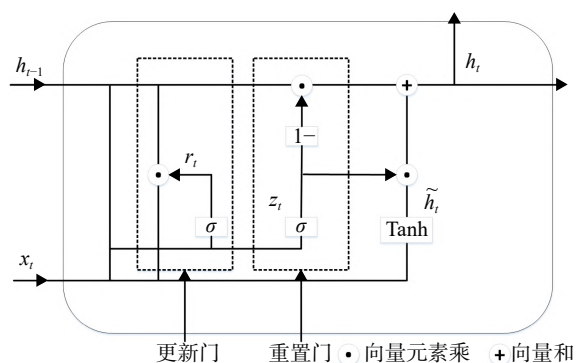 h_t
h_{t-1}
1−
r_t
z_t
\tilde{h}_t
σ
σ
Tanh
x_t
更新门
重置门
向量元素乘
向量和